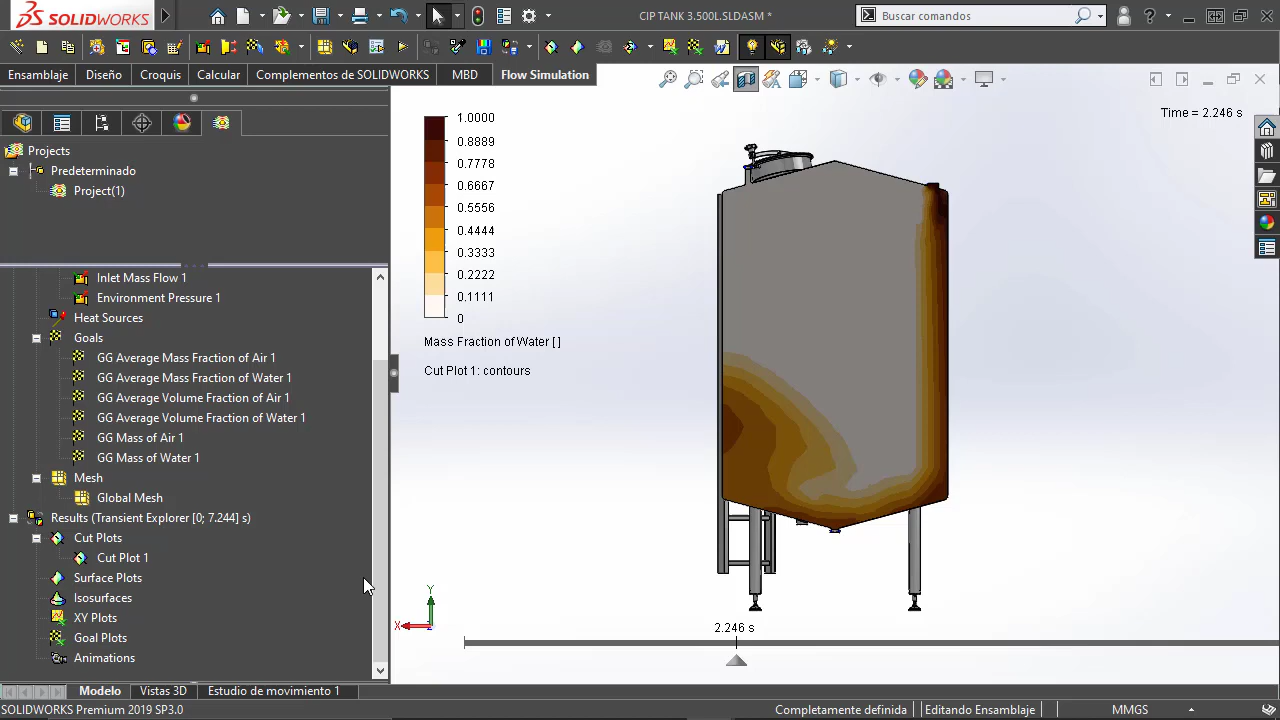 SOLIDWORKS
CIP TANK 3.500L.SLDASM *
Buscar comandos
Ensamblaje
Diseño
Croquis
Calcular
Complementos de SOLIDWORKS
MBD
Flow Simulation
Projects
Predeterminado
Project(1)
Inlet Mass Flow 1
Environment Pressure 1
Heat Sources
Goals
GG Average Mass Fraction of Air 1
GG Average Mass Fraction of Water 1
GG Average Volume Fraction of Air 1
GG Average Volume Fraction of Water 1
GG Mass of Air 1
GG Mass of Water 1
Mesh
Global Mesh
Results (Transient Explorer [0; 7.244] s)
Cut Plots
Cut Plot 1
Surface Plots
Isosurfaces
XY Plots
Goal Plots
Animations
1.0000
0.8889
0.7778
0.6667
0.5556
0.4444
0.3333
0.2222
0.1111
0
Mass Fraction of Water [ ]
Cut Plot 1: contours
Time = 2.246 s
Y
X
2.246 s
Modelo
Vistas 3D
Estudio de movimiento 1
SOLIDWORKS Premium 2019 SP3.0
Completamente definida
Editando Ensamblaje
MMGS